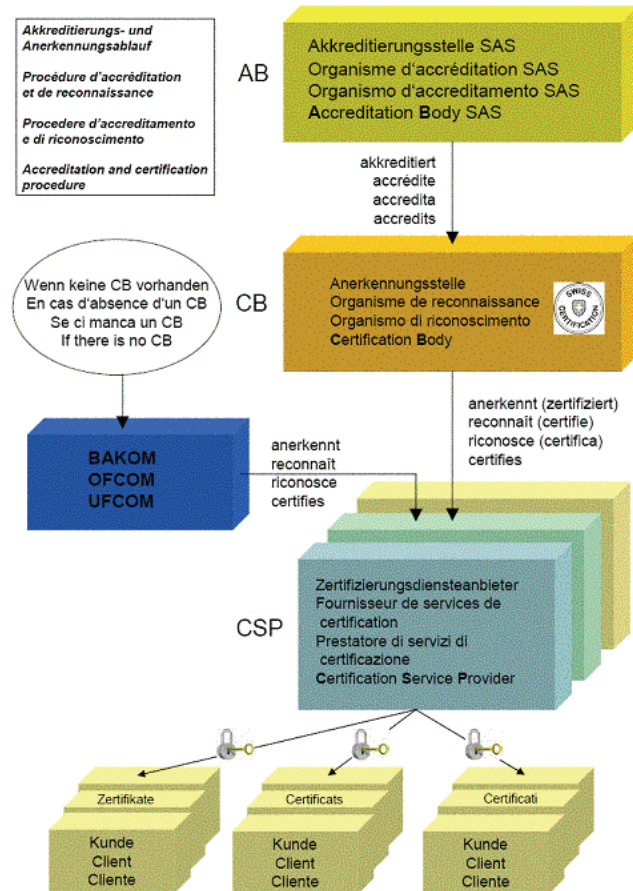 Akkreditierungs- und
Anerkennungsablauf
Procédure d'accréditation
et de reconnaissance
Procedere d'accreditamento
e di riconoscimento
Accreditation and certification
procedure
AB
Akkreditierungsstelle SAS
Organisme d'accréditation SAS
Organismo d'accreditamento SAS
Accreditation Body SAS
akkreditiert
accrédite
accredita
accredits
Wenn keine CB vorhanden
En cas d'absence d'un CB
Se ci manca un CB
If there is no CB
CB
Anerkennungsstelle
Organisme de reconnaissance
Organismo di riconoscimento
Certification Body
SWISS
CERTIFICATION
anerkennt (zertifiziert)
reconnaît (certifie)
riconosce (certifica)
certifies
BAKOM
OFCOM
UFCOM
anerkennt
reconnaît
riconosce
certifies
CSP
Zertifizierungsdiensteanbieter
Fournisseur de services de
certification
Prestatore di servizi di
certificazione
Certification Service Provider
Zertifikate
Kunde
Client
Cliente
Certificats
Kunde
Client
Cliente
Certificati
Kunde
Client
Cliente